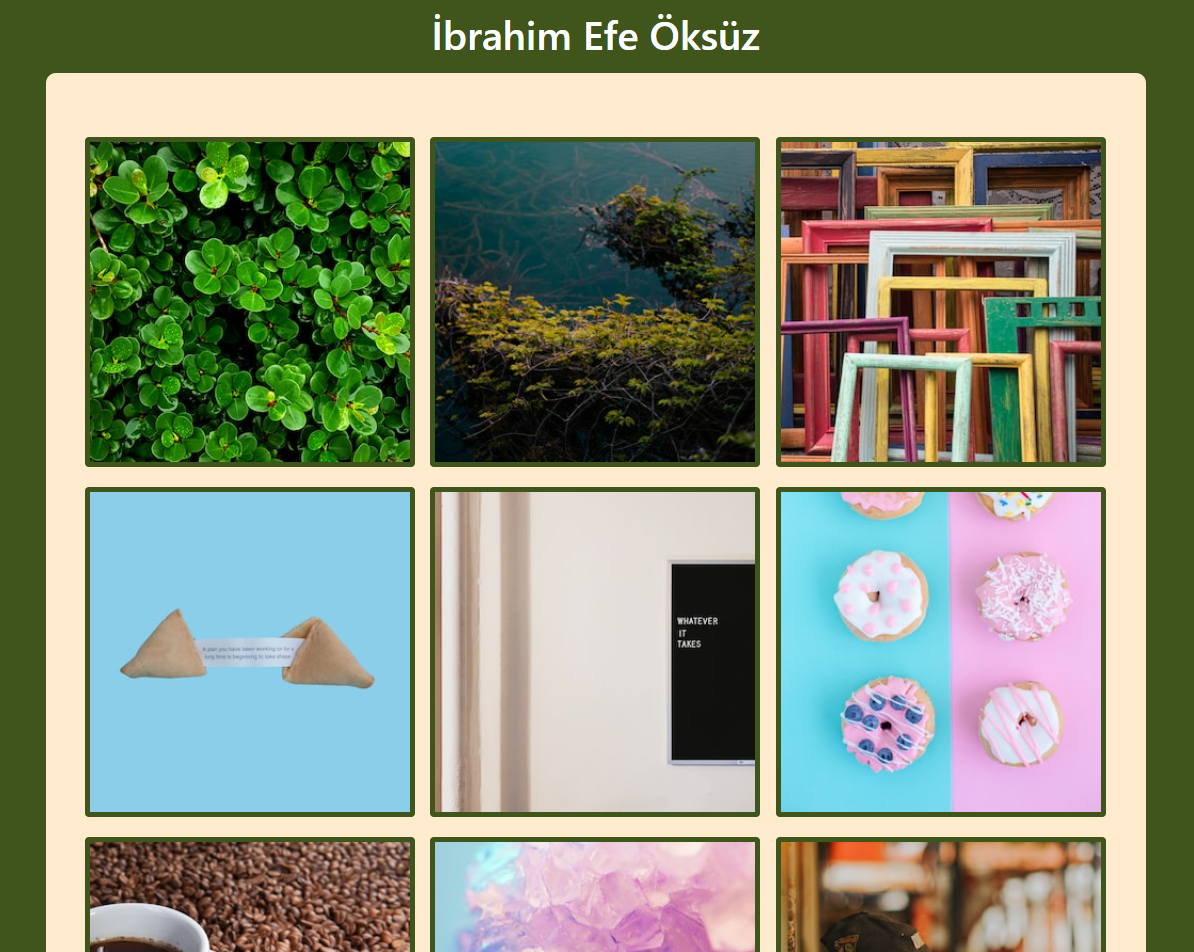 İbrahim Efe Öksüz
A plan you have been working on for a
long time is beginning to take shape.
WHATEVER
IT
TAKES